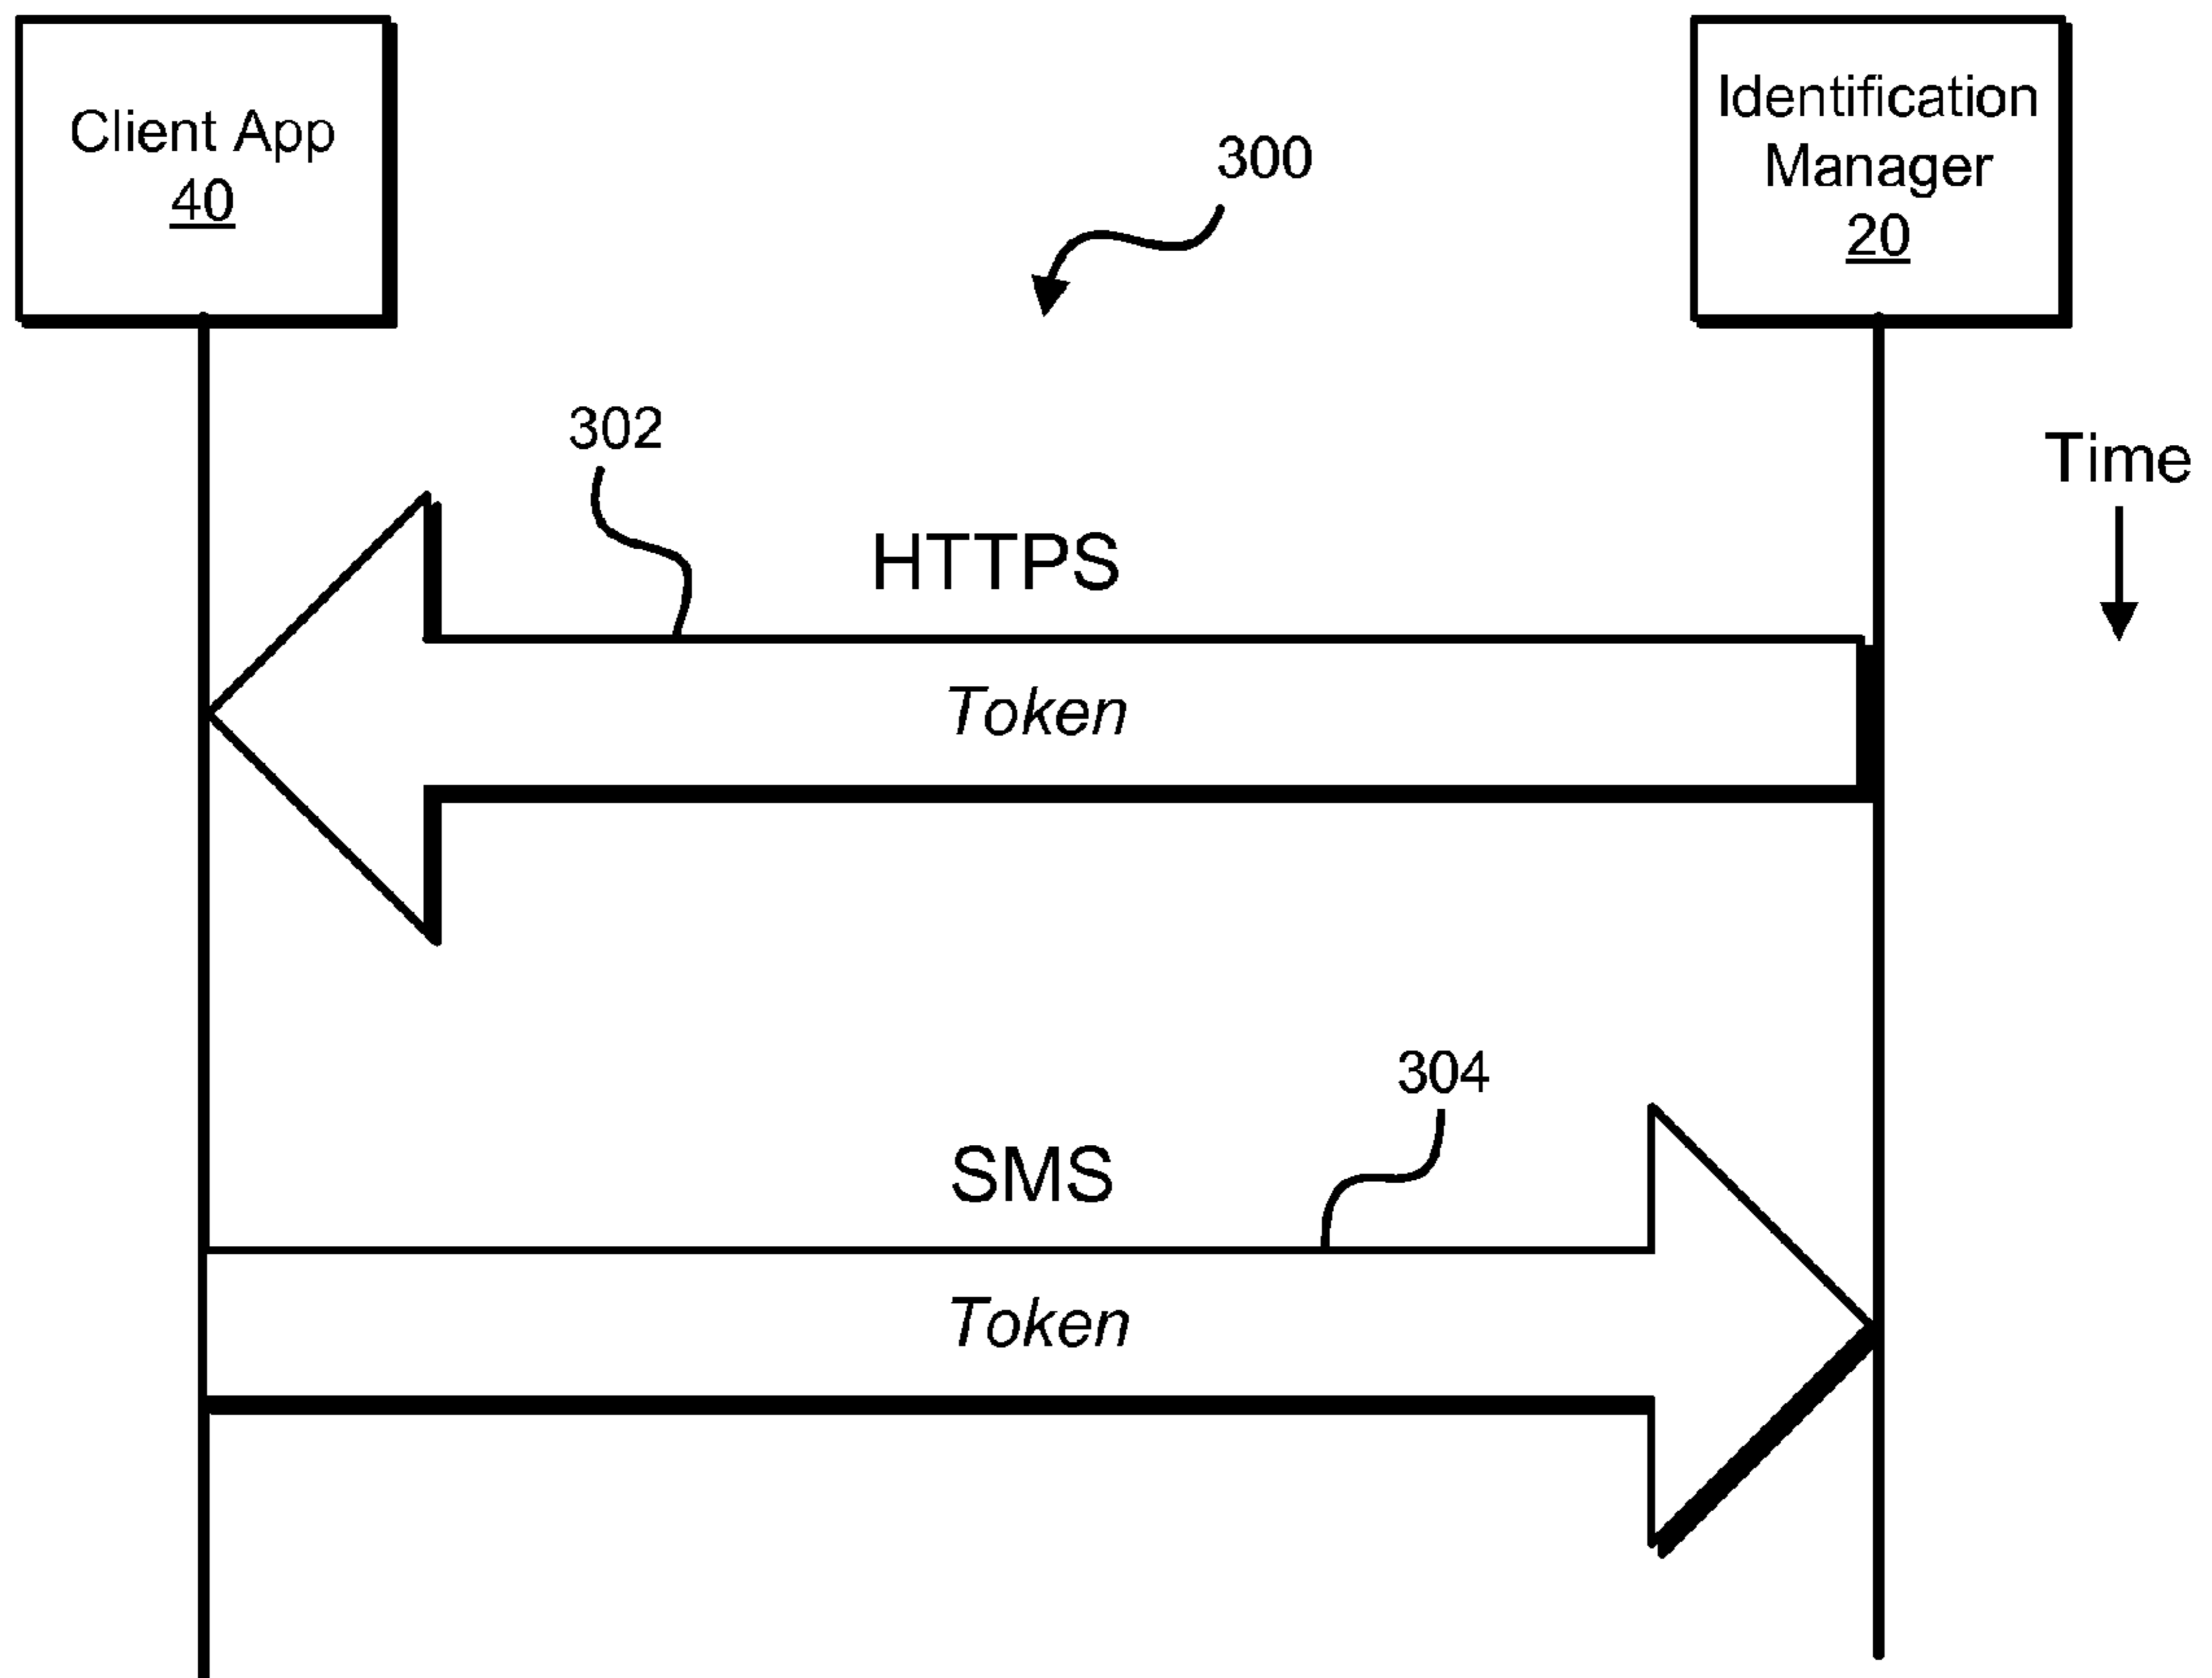 Client App
40
Identification
Manager
20
300
302
Time
HTTPS
Token
304
SMS
Token